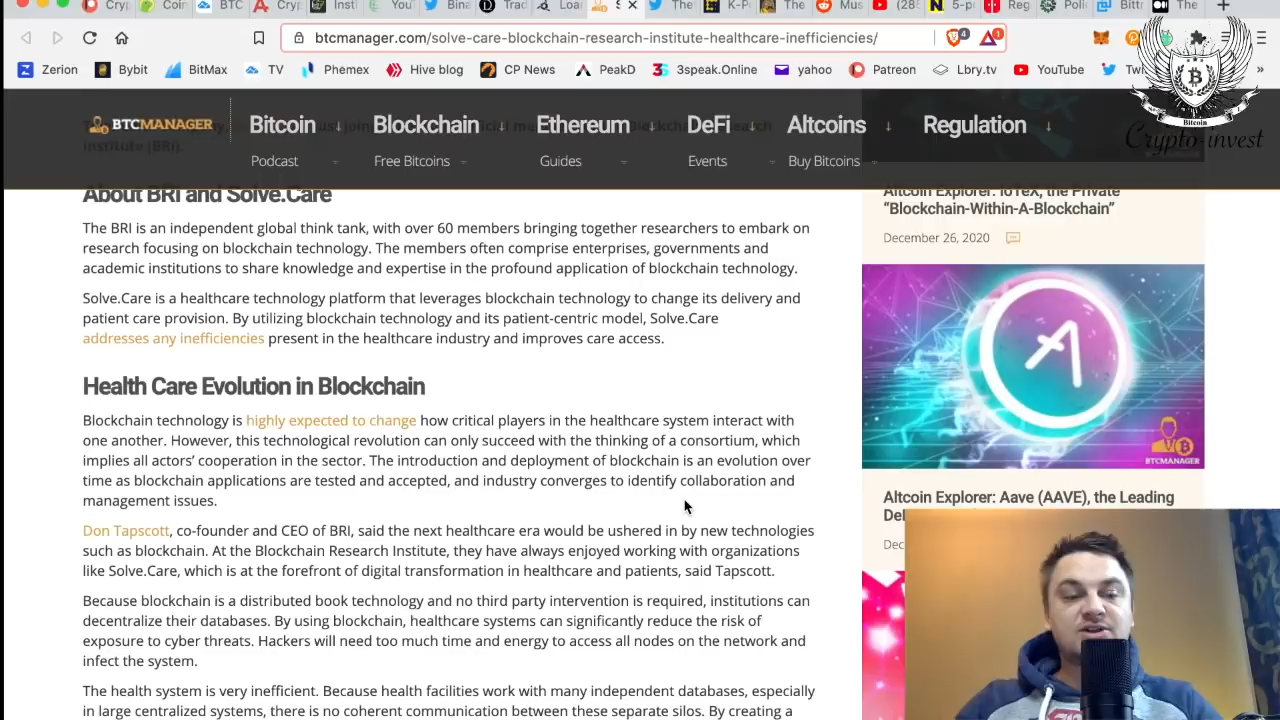 btcmanager.com/solve-care-blockchain-research-institute-healthcare-inefficiencies/
4
1
Zerion Bybit BitMax TV Phemex Hive blog CP News PeakD 3speak.Online yahoo Patreon Lbry.tv YouTube »
BTCMANAGER Bitcoin ↓ Blockchain ↓ Ethereum ↓ DeFi ↓ Altcoins ↓ Regulation ↓
Podcast Free Bitcoins Guides Events Buy Bitcoins
institute (BRI).
Bitcoin
Crypto-invest
About BRI and Solve.Care
The BRI is an independent global think tank, with over 60 members bringing together researchers to embark on
research focusing on blockchain technology. The members often comprise enterprises, governments and
academic institutions to share knowledge and expertise in the profound application of blockchain technology.
Solve.Care is a healthcare technology platform that leverages blockchain technology to change its delivery and
patient care provision. By utilizing blockchain technology and its patient-centric model, Solve.Care
addresses any inefficiencies present in the healthcare industry and improves care access.
Health Care Evolution in Blockchain
Blockchain technology is highly expected to change how critical players in the healthcare system interact with
one another. However, this technological revolution can only succeed with the thinking of a consortium, which
implies all actors’ cooperation in the sector. The introduction and deployment of blockchain is an evolution over
time as blockchain applications are tested and accepted, and industry converges to identify collaboration and
management issues.
Don Tapscott, co-founder and CEO of BRI, said the next healthcare era would be ushered in by new technologies
such as blockchain. At the Blockchain Research Institute, they have always enjoyed working with organizations
like Solve.Care, which is at the forefront of digital transformation in healthcare and patients, said Tapscott.
Because blockchain is a distributed book technology and no third party intervention is required, institutions can
decentralize their databases. By using blockchain, healthcare systems can significantly reduce the risk of
exposure to cyber threats. Hackers will need too much time and energy to access all nodes on the network and
infect the system.
The health system is very inefficient. Because health facilities work with many independent databases, especially
in large centralized systems, there is no coherent communication between these separate silos. By creating a
Altcoin Explorer: IoTeX, the Private
“Blockchain-Within-A-Blockchain”
December 26, 2020
BTCMANAGER
Altcoin Explorer: Aave (AAVE), the Leading